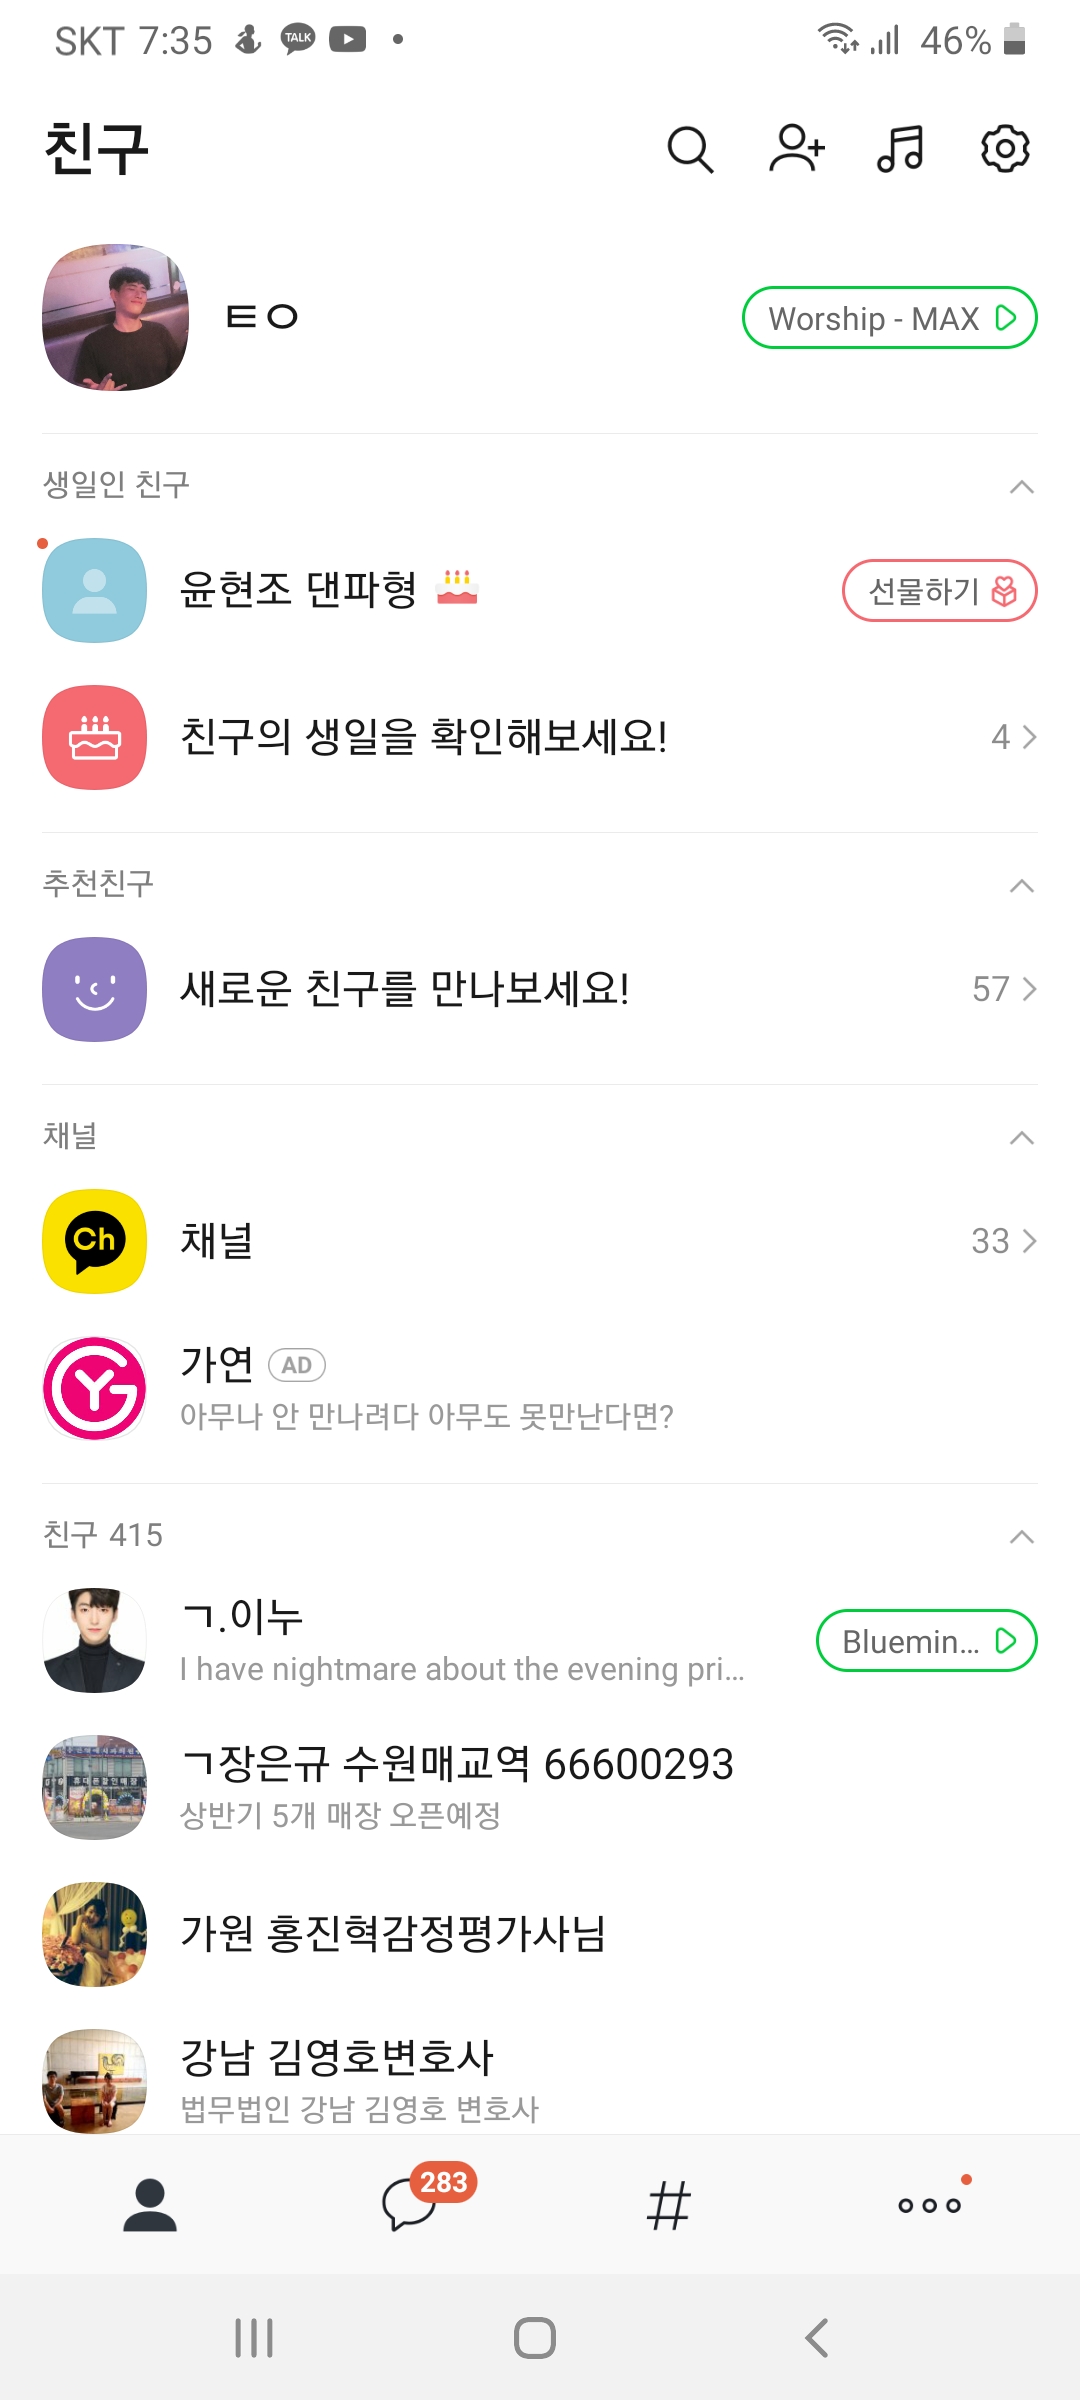 SKT 7:35
TALK
46%
친구
ㅌㅇ
Worship - MAX
생일인 친구
윤현조 댄파형
선물하기
친구의 생일을 확인해보세요!
4
추천친구
새로운 친구를 만나보세요!
57
채널
Ch
채널
33
가연 AD
아무나 안 만나려다 아무도 못만난다면?
친구 415
ㄱ.이누
I have nightmare about the evening pri...
Bluemin...
ㄱ장은규 수원매교역 66600293
상반기 5개 매장 오픈예정
가원 홍진혁감정평가사님
강남 김영호변호사
법무법인 강남 김영호 변호사
283